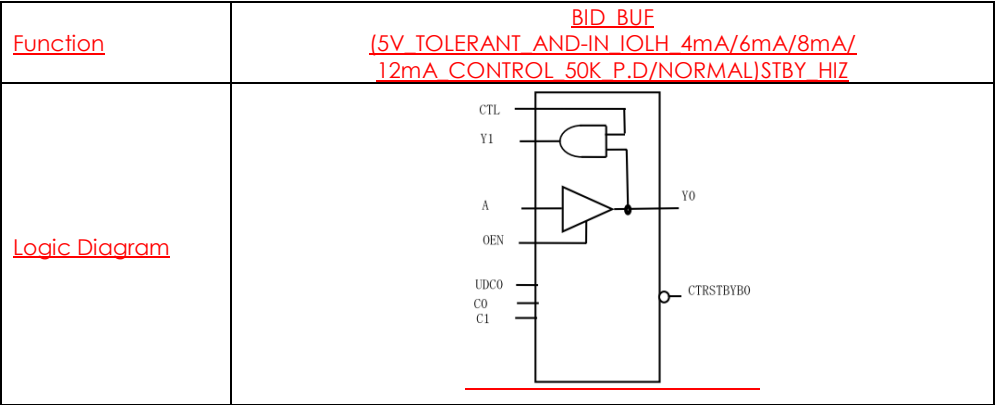 Function
BID_BUF
(5V_TOLERANT_AND-IN_IOLH_4mA/6mA/8mA/
12mA_CONTROL_50K_P.D/NORMAL)STBY_HIZ
Logic Diagram
CTL
Y1
A
Y0
OEN
UDC0
CTRSTBYB0
C0
C1